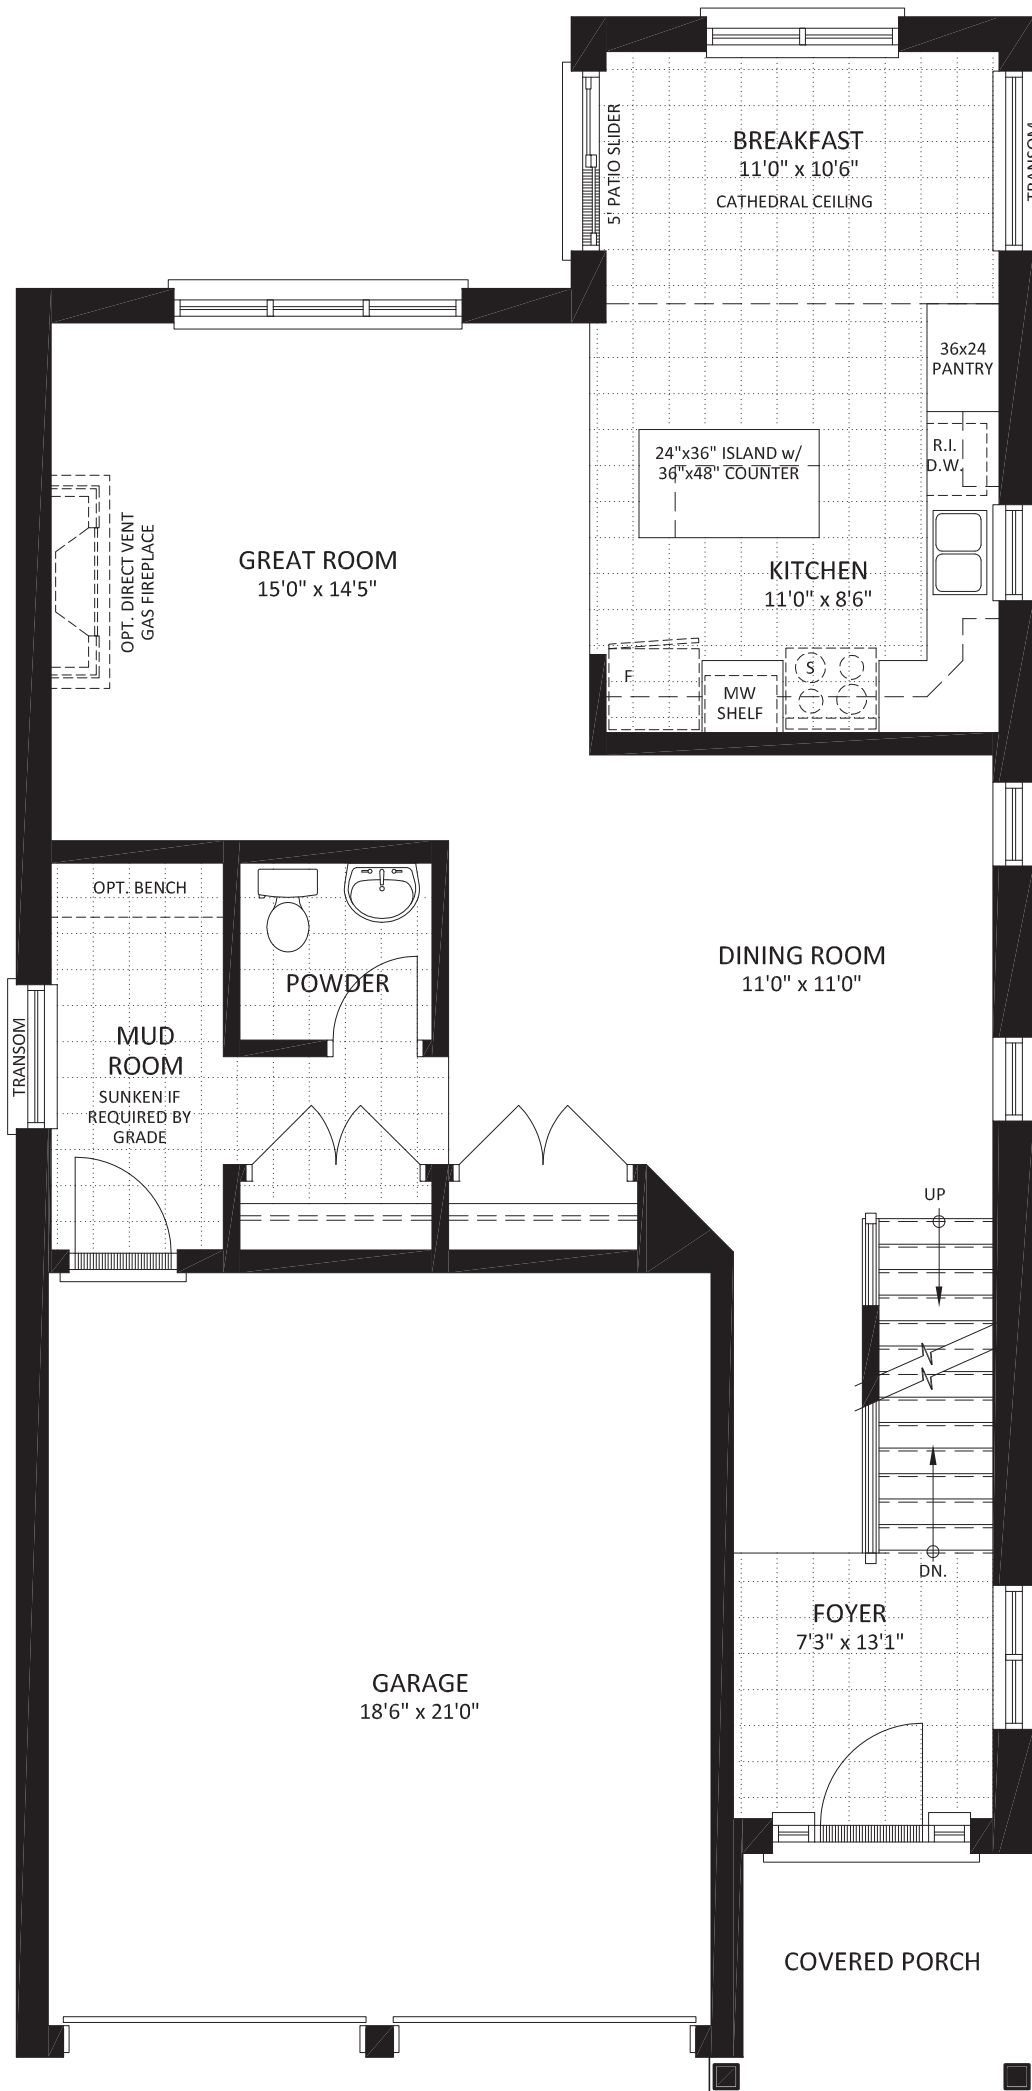 BREAKFAST
11'0" x 10'6"
CATHEDRAL CEILING
5' PATIO SLIDER
TRANSOM
36x24
PANTRY
R.I.
D.W.
24"x36" ISLAND w/
36"x48" COUNTER
KITCHEN
11'0" x 8'6"
F
MW
SHELF
S
GREAT ROOM
15'0" x 14'5"
OPT. DIRECT VENT
GAS FIREPLACE
OPT. BENCH
POWDER
MUD
ROOM
SUNKEN IF
REQUIRED BY
GRADE
TRANSOM
DINING ROOM
11'0" x 11'0"
UP
DN.
FOYER
7'3" x 13'1"
GARAGE
18'6" x 21'0"
COVERED PORCH